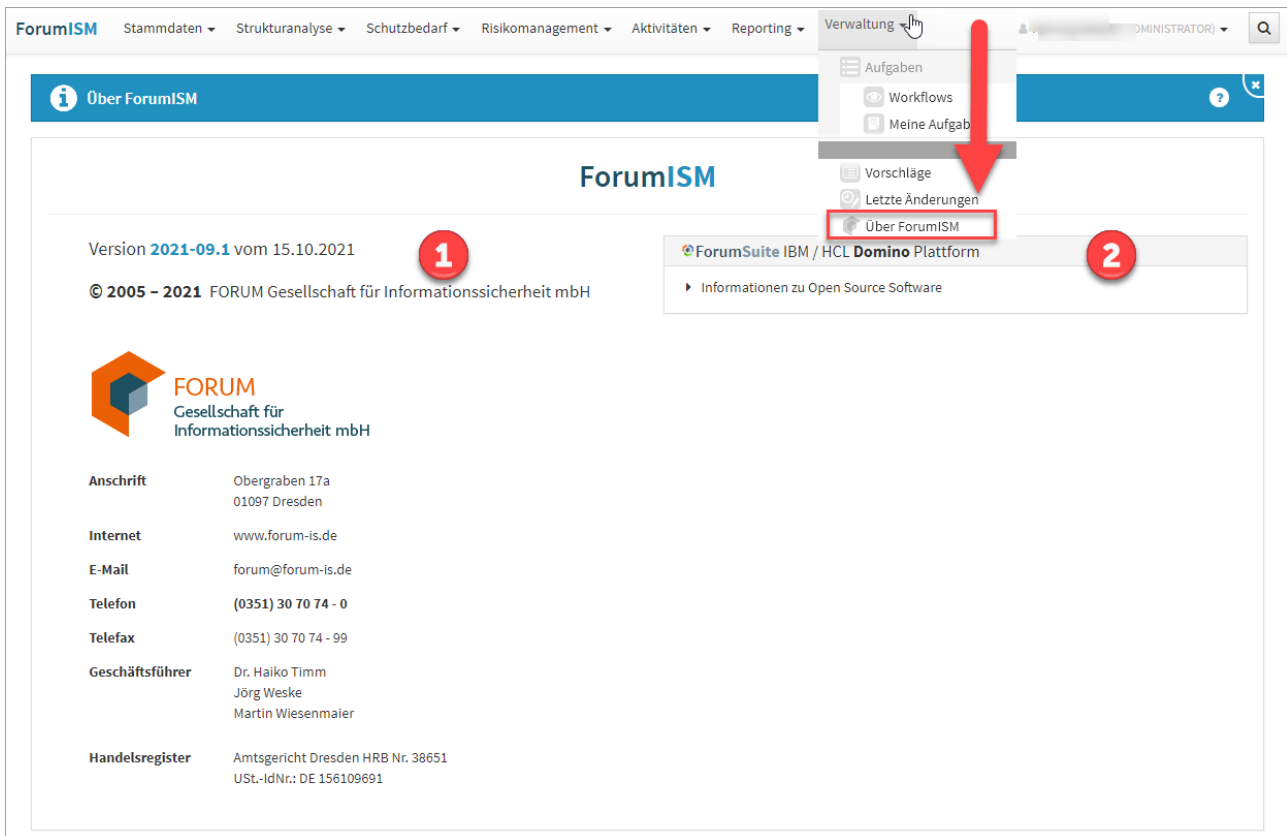 ForumISM Stammdaten Strukturanalyse Schutzbedarf Risikomanagement Aktivitäten Reporting Verwaltung
Aufgaben
Workflows
Meine Aufgab
Vorschläge
Letzte Änderungen
Über ForumISM
Über ForumISM
?
ForumISM
Version 2021-09.1 vom 15.10.2021
1
© 2005 – 2021 FORUM Gesellschaft für Informationssicherheit mbH
ForumSuite IBM / HCL Domino Plattform
2
Informationen zu Open Source Software
FORUM
Gesellschaft für
Informationssicherheit mbH
Anschrift Obergraben 17a
01097 Dresden
Internet www.forum-is.de
E-Mail forum@forum-is.de
Telefon (0351) 30 70 74 - 0
Telefax (0351) 30 70 74 - 99
Geschäftsführer Dr. Haiko Timm
Jörg Weske
Martin Wiesenmaier
Handelsregister Amtsgericht Dresden HRB Nr. 38651
USt.-IdNr.: DE 156109691